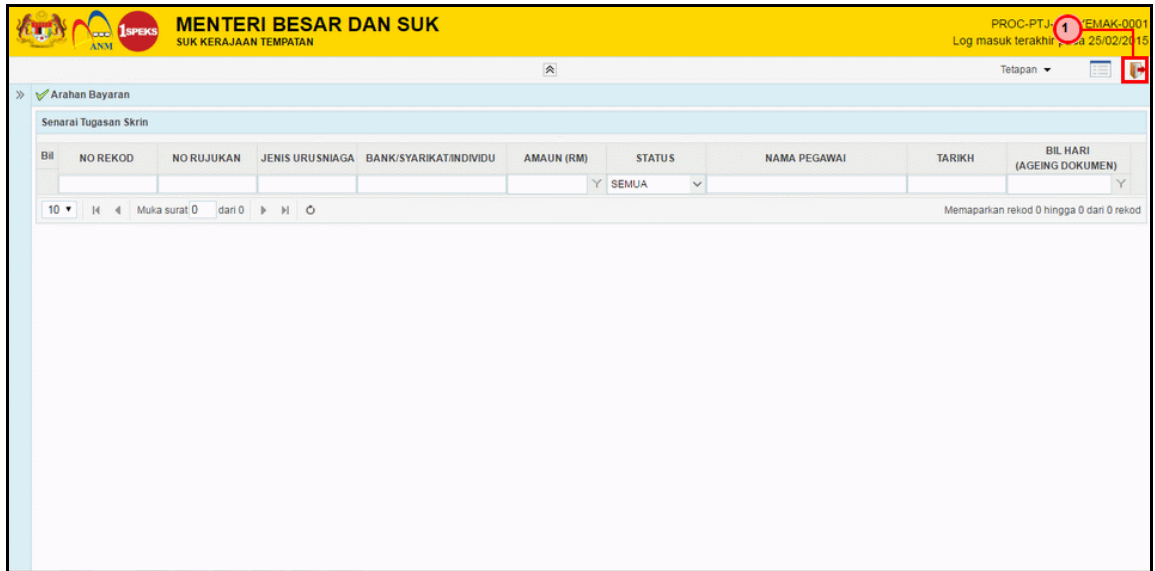 ANM
1SPEKS
MENTERI BESAR DAN SUK
SUK KERAJAAN TEMPATAN
PROC-PTJ- YEMAK-0001
Log masuk terakhir 25/02/2015
1
Tetapan
Arahan Bayaran
Senarai Tugasan Skrin
Bil NO REKOD NO RUJUKAN JENIS URUSNIAGA BANK/SYARIKAT/INDIVIDU AMAUN (RM) STATUS NAMA PEGAWAI TARIKH BIL HARI
(AGEING DOKUMEN)
SEMUA
10 Muka surat 0 dari 0 Memaparkan rekod 0 hingga 0 dari 0 rekod